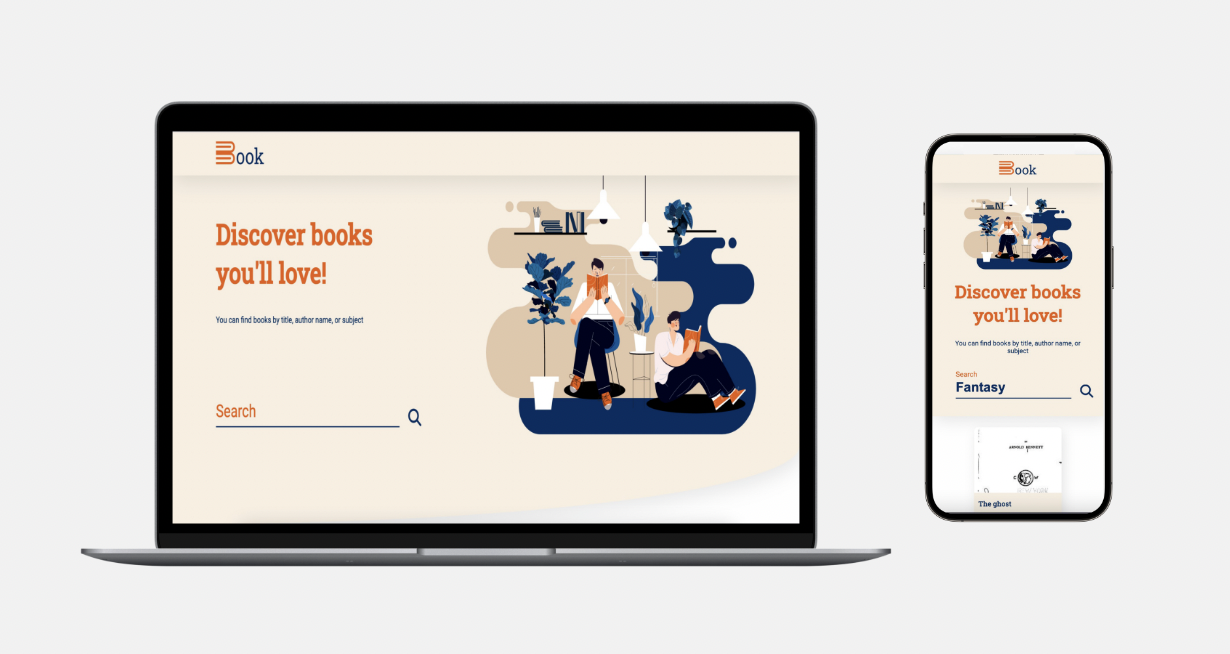 Book
Discover books
you'll love!
You can find books by title, author name, or subject
Search
Book
Discover books
you'll love!
You can find books by title, author name, or
subject
Search
Fantasy
ARNOLD BENNETT
The ghost